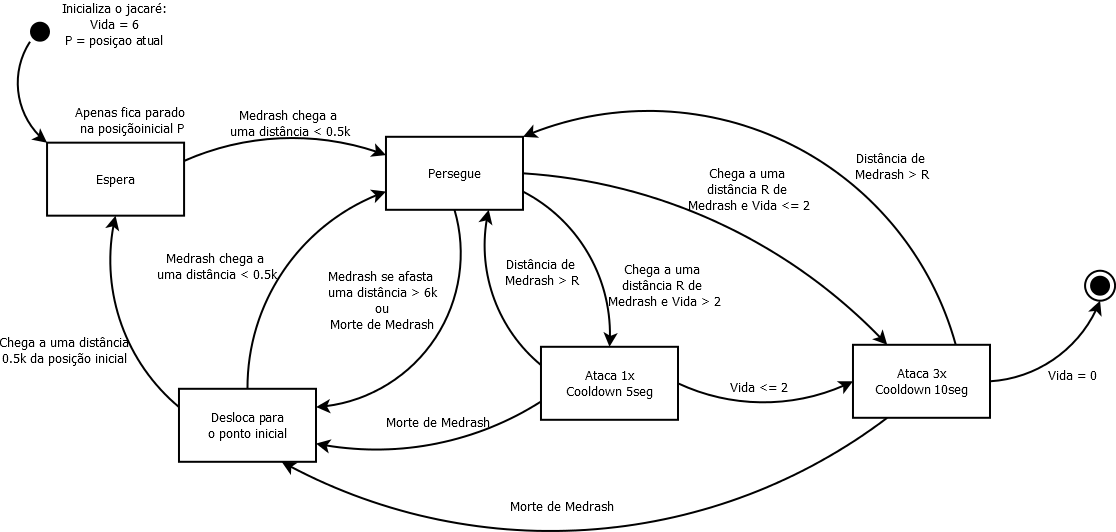 Inicializa o jacaré:
Vida = 6
P = posiçao atual
Apenas fica parado
na posiçãoinicial P
Espera
Medrash chega a
uma distância < 0.5k
Persegue
Distância de
Medrash > R
Chega a uma
distância R de
Medrash e Vida <= 2
Medrash chega a
uma distância < 0.5k
Medrash se afasta
uma distância > 6k
ou
Morte de Medrash
Distância de
Medrash > R
Chega a uma
distância R de
Medrash e Vida > 2
Chega a uma distância
0.5k da posição inicial
Ataca 1x
Cooldown 5seg
Vida <= 2
Ataca 3x
Cooldown 10seg
Vida = 0
Desloca para
o ponto inicial
Morte de Medrash
Morte de Medrash